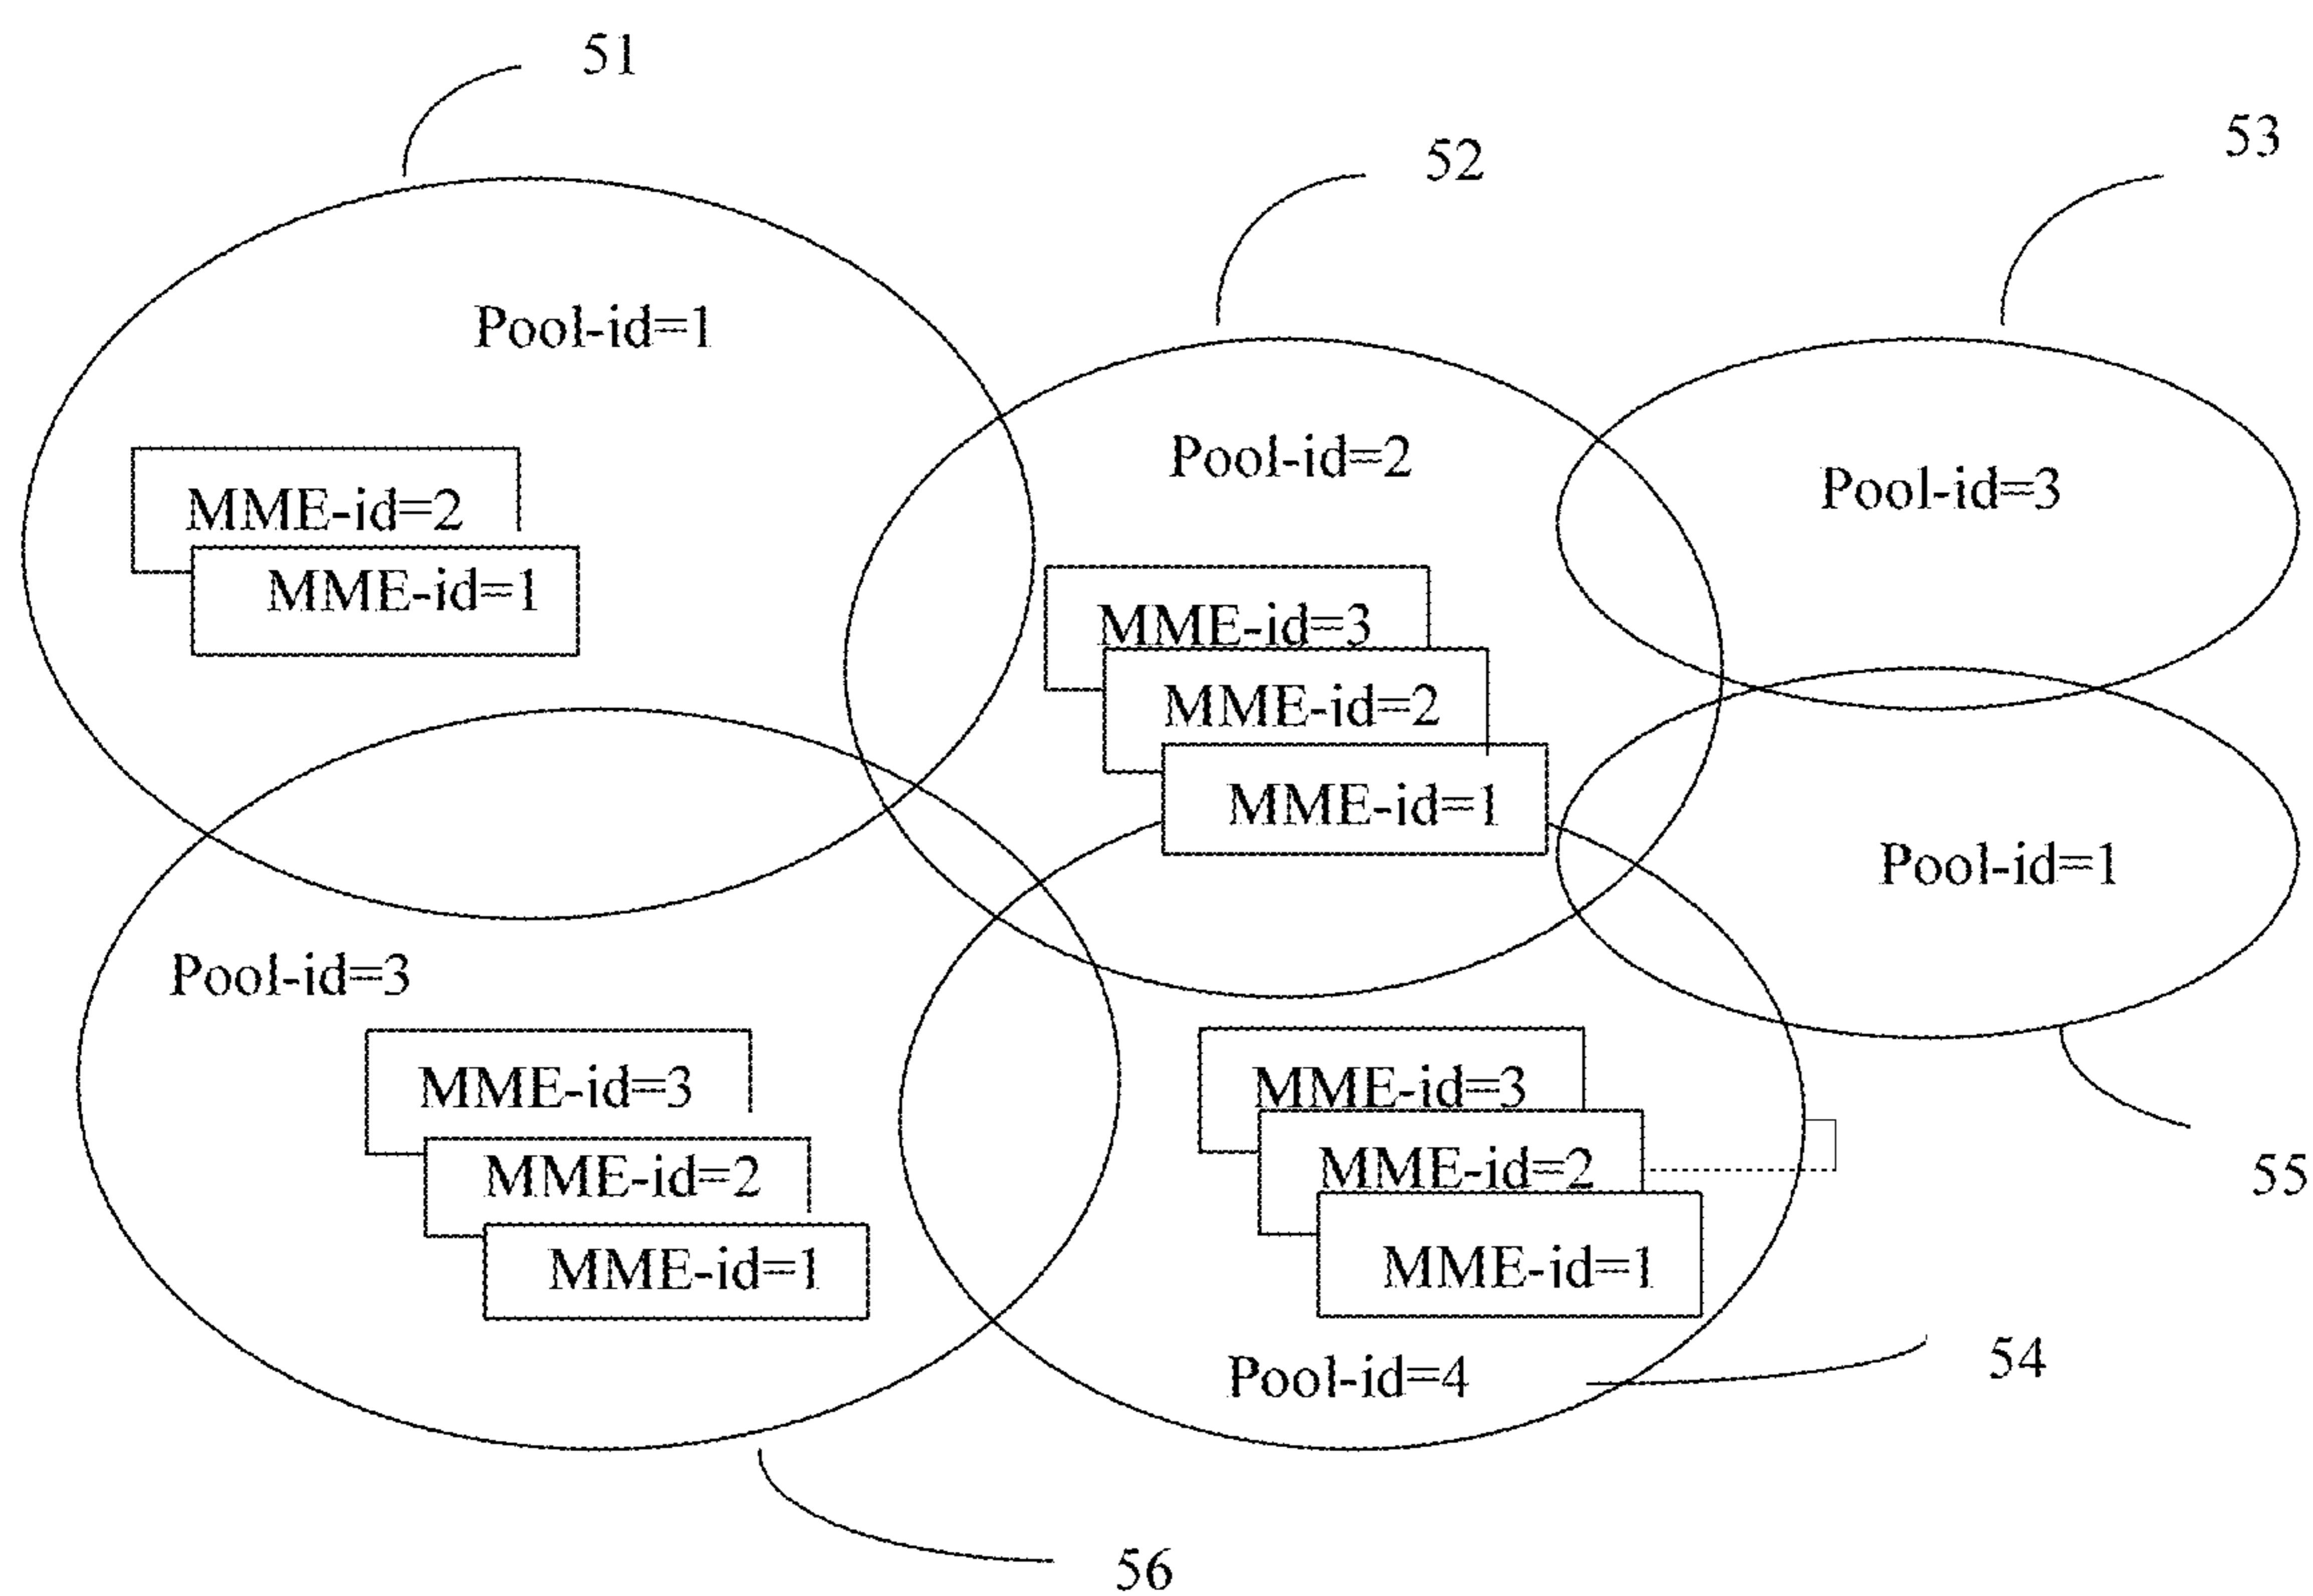 51
52
53
Pool-id=1
Pool-id=2
Pool-id=3
MME-id=2
MME-id=1
MME-id=3
MME-id=2
MME-id=1
Pool-id=1
Pool-id=3
MME-id=3
MME-id=2
MME-id=1
MME-id=3
MME-id=2
MME-id=1
Pool-id=4
55
54
56